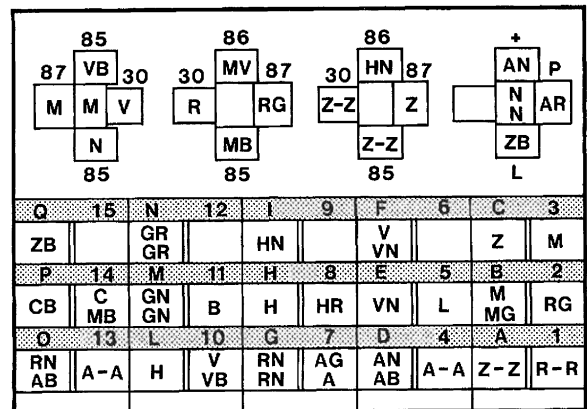 85 86 86 +
87 VB 30 30 MV 87 30 HN 87 AN P
M M V R RG Z-Z Z N N AR
N MB Z-Z ZB
85 85 85 L
Q 15 N 12 I 9 F 6 C 3
ZB GR GR HN V VN Z M
P 14 M 11 H 8 E 5 B 2
CB C MB GN GN B H HR VN L M MG RG
O 13 L 10 G 7 D 4 A 1
RN AB A-A H V VB RN RN AG A AN AB A-A Z-Z R-R